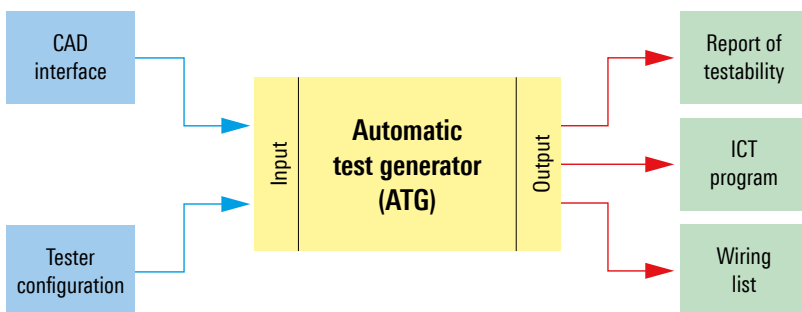 CAD
interface
Tester
configuration
Input
Automatic
test generator
(ATG)
Output
Report of
testability
ICT
program
Wiring
list